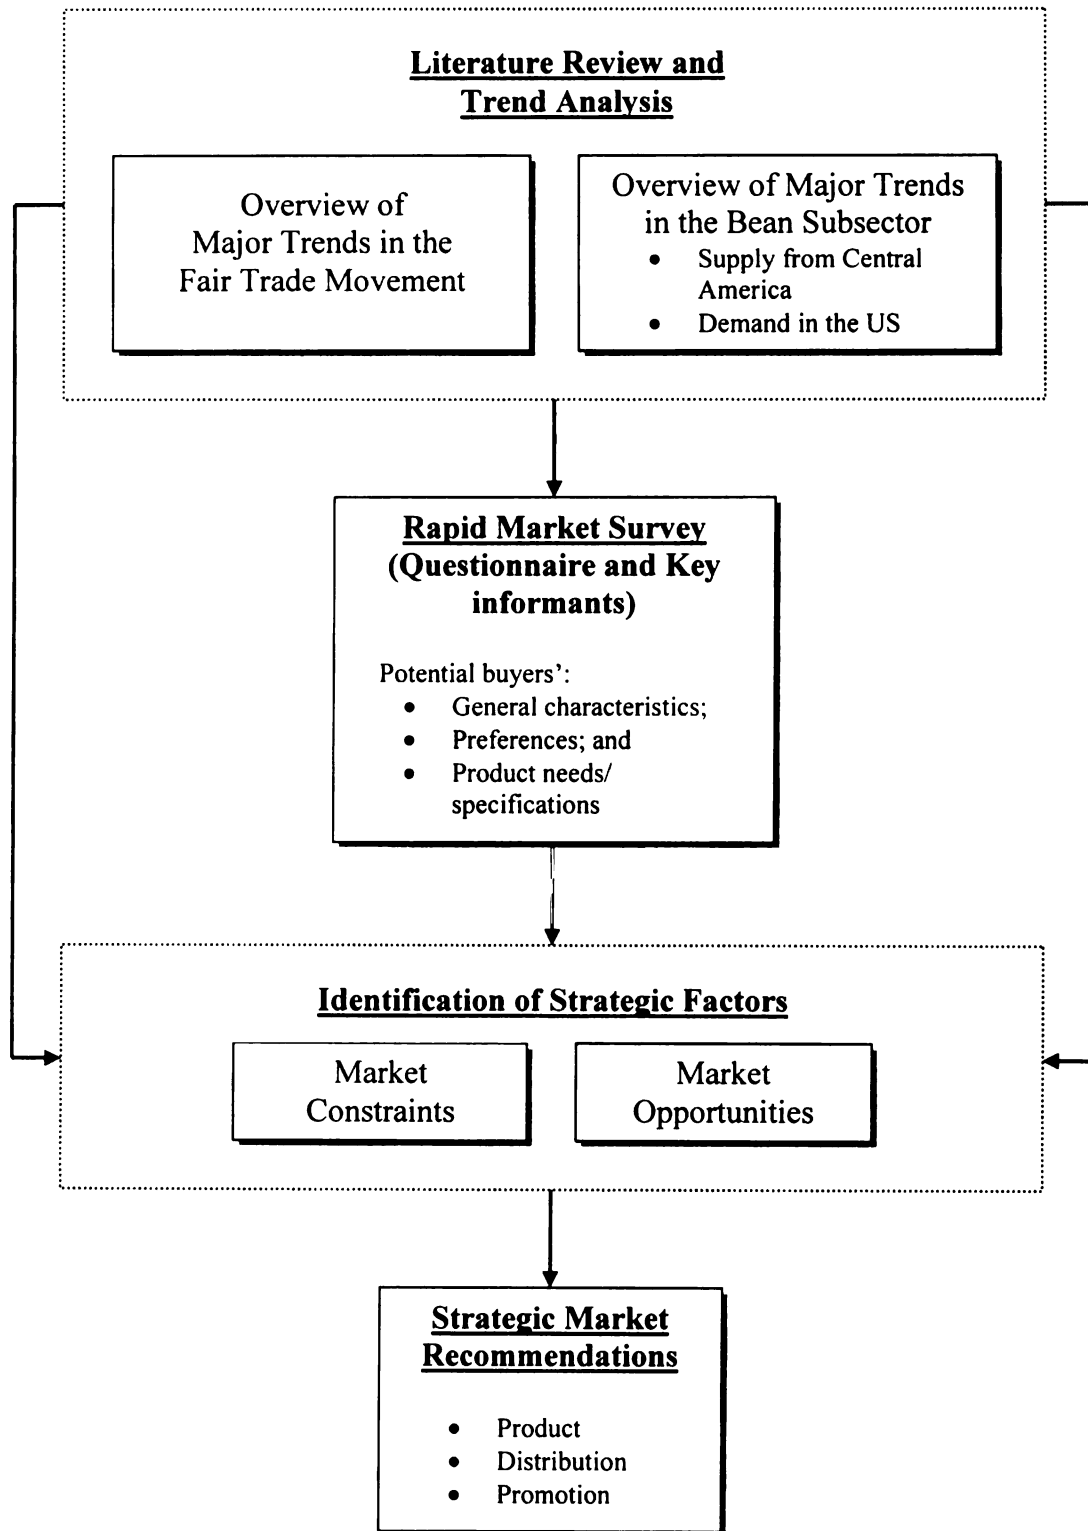 Literature Review and
Trend Analysis
Overview of
Major Trends in the
Fair Trade Movement
Overview of Major Trends
in the Bean Subsector
• Supply from Central
America
• Demand in the US
Rapid Market Survey
(Questionnaire and Key
informants)
Potential buyers’:
• General characteristics;
• Preferences; and
• Product needs/
specifications
Identification of Strategic Factors
Market
Constraints
Market
Opportunities
Strategic Market
Recommendations
• Product
• Distribution
• Promotion